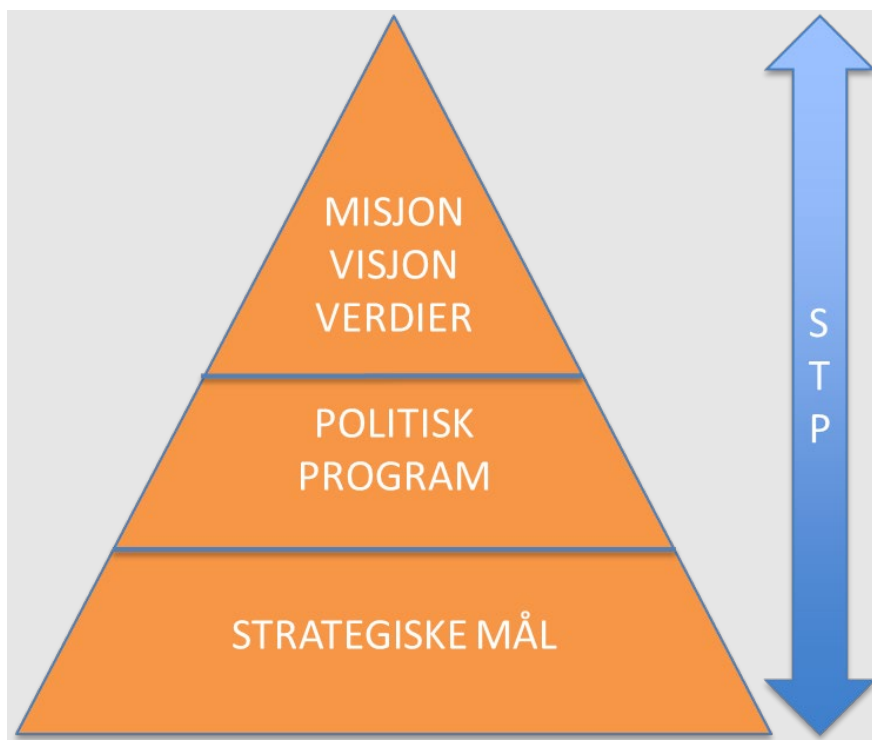 MISJON
VISJON
VERDIER
POLITISK
PROGRAM
STRATEGISKE MÅL
S
T
P